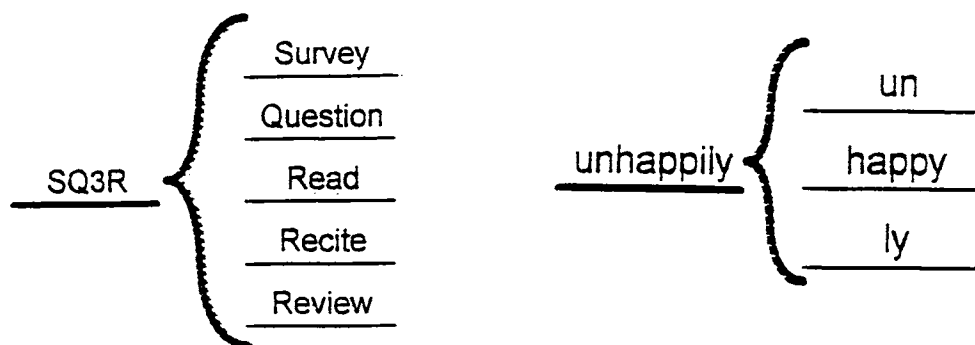 SQ3R
Survey
Question
Read
Recite
Review
unhappily
un
happy
ly